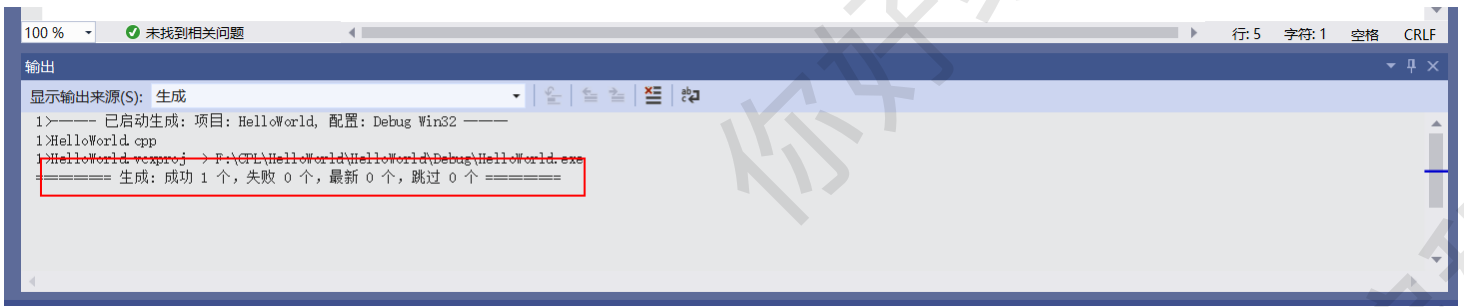 100 %
未找到相关问题
行: 5 字符: 1 空格 CRLF
输出
显示输出来源(S): 生成
1>------ 已启动生成: 项目: HelloWorld, 配置: Debug Win32 ------
1>HelloWorld.cpp
1>HelloWorld.vcxproj -> F:\CPL\HelloWorld\HelloWorld\Debug\HelloWorld.exe
========== 生成: 成功 1 个，失败 0 个，最新 0 个，跳过 0 个 ==========
你好